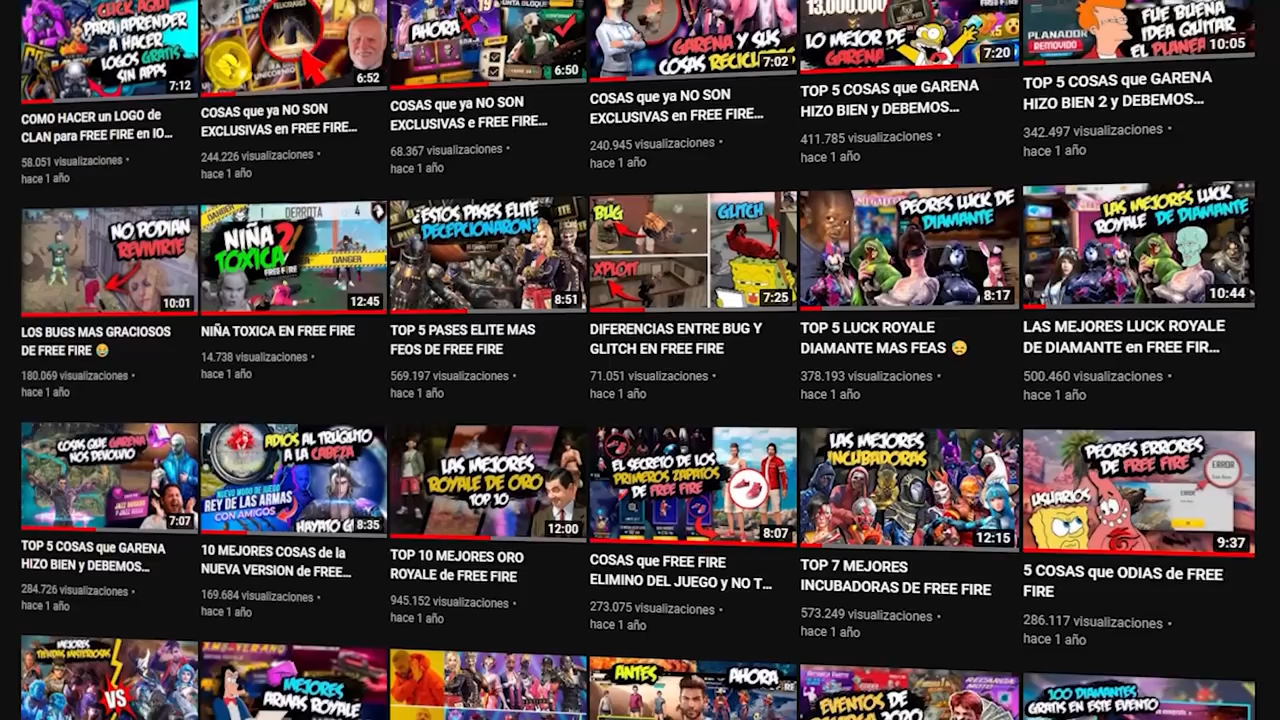 CLICK AQUI
PARA APRENDER
A HACER
LOGOS GRATIS
SIN APPS
7:12
6:52
AHORA
6:50
GARENA Y SUS
COSAS
7:02
13,000,000
LO MEJOR DE
GARENA
7:20
PLANADOR
REMOVIDO
FUE BUENA
IDEA QUITAR
EL
10:05
COMO HACER un LOGO de
CLAN para FREE FIRE en IO...
58.051 visualizaciones •
hace 1 año
COSAS que ya NO SON
EXCLUSIVAS en FREE FIRE...
244.226 visualizaciones •
hace 1 año
COSAS que ya NO SON
EXCLUSIVAS e FREE FIRE...
68.367 visualizaciones •
hace 1 año
COSAS que ya NO SON
EXCLUSIVAS en FREE FIRE...
240.945 visualizaciones •
hace 1 año
TOP 5 COSAS que GARENA
HIZO BIEN y DEBEMOS...
411.785 visualizaciones •
hace 1 año
TOP 5 COSAS que GARENA
HIZO BIEN 2 y DEBEMOS...
342.497 visualizaciones •
hace 1 año
NO PODIAN
REVIVIRTE
10:01
DANGER
1 DERROTA 4
NIÑA
TOXICA
FREE FIRE
DANGER
12:45
¿ESTOS PASES ELITE
DECEPCIONARON?
8:51
BUG
GLITCH
XPLOIT
7:25
PEORES LUCK DE
DIAMANTE
8:17
LAS MEJORES LUCK
ROYALE DE DIAMANTE
10:44
LOS BUGS MAS GRACIOSOS
DE FREE FIRE 😂
180.069 visualizaciones •
hace 1 año
NIÑA TOXICA EN FREE FIRE
14.738 visualizaciones •
hace 1 año
TOP 5 PASES ELITE MAS
FEOS DE FREE FIRE
569.197 visualizaciones •
hace 1 año
DIFERENCIAS ENTRE BUG Y
GLITCH EN FREE FIRE
71.051 visualizaciones •
hace 1 año
TOP 5 LUCK ROYALE
DIAMANTE MAS FEAS 😓
378.193 visualizaciones •
hace 1 año
LAS MEJORES LUCK ROYALE
DE DIAMANTE en FREE FIR...
500.460 visualizaciones •
hace 1 año
COSAS QUE GARENA
NOS DEVOLVIO
7:07
ADIOS AL TRUQUITO
A LA CABEZA
NUEVO MODO DE JUEGO
REY DE LAS ARMAS
CON AMIGOS
HAYATO
8:35
LAS MEJORES
ROYALE DE ORO
TOP 10
12:00
EL SECRETO DE LOS
PRIMEROS ZAPATOS
DE FREE FIRE
8:07
LAS MEJORES
INCUBADORAS
12:15
PEORES ERRORES
DE FREE FIRE
USUARIOS
ERROR
9:37
TOP 5 COSAS que GARENA
HIZO BIEN y DEBEMOS...
284.726 visualizaciones •
hace 1 año
10 MEJORES COSAS de la
NUEVA VERSION de FREE...
169.684 visualizaciones •
hace 1 año
TOP 10 MEJORES ORO
ROYALE de FREE FIRE
945.152 visualizaciones •
hace 1 año
COSAS que FREE FIRE
ELIMINO DEL JUEGO y NO T...
273.075 visualizaciones •
hace 1 año
TOP 7 MEJORES
INCUBADORAS DE FREE FIRE
573.249 visualizaciones •
hace 1 año
5 COSAS que ODIAS de FREE
FIRE
286.117 visualizaciones •
hace 1 año
MEJORES
TIENDAS MISTERIOSAS
VS
MEJORES
ARMAS ROYALE
ANTES
AHORA
EVENTOS DE
RECARGA 2020
100 DIAMANTES
GRATIS EN ESTE EVENTO